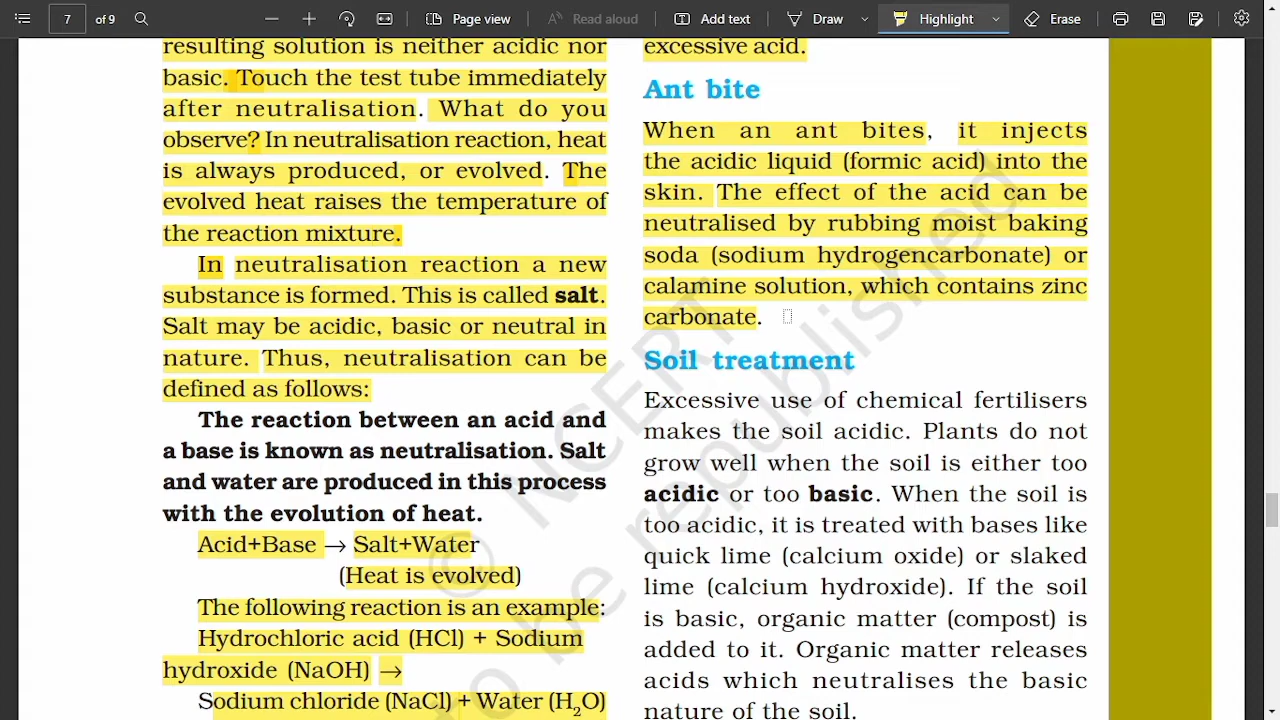 7 of 9 Page view Read aloud Add text Draw Highlight Erase
resulting solution is neither acidic nor
basic. Touch the test tube immediately
after neutralisation. What do you
observe? In neutralisation reaction, heat
is always produced, or evolved. The
evolved heat raises the temperature of
the reaction mixture.
In neutralisation reaction a new
substance is formed. This is called salt.
Salt may be acidic, basic or neutral in
nature. Thus, neutralisation can be
defined as follows:
The reaction between an acid and
a base is known as neutralisation. Salt
and water are produced in this process
with the evolution of heat.
Acid+Base → Salt+Water
(Heat is evolved)
The following reaction is an example:
Hydrochloric acid (HCl) + Sodium
hydroxide (NaOH) →
Sodium chloride (NaCl) + Water (H₂O)
excessive acid.
Ant bite
When an ant bites, it injects
the acidic liquid (formic acid) into the
skin. The effect of the acid can be
neutralised by rubbing moist baking
soda (sodium hydrogencarbonate) or
calamine solution, which contains zinc
carbonate.
Soil treatment
Excessive use of chemical fertilisers
makes the soil acidic. Plants do not
grow well when the soil is either too
acidic or too basic. When the soil is
too acidic, it is treated with bases like
quick lime (calcium oxide) or slaked
lime (calcium hydroxide). If the soil
is basic, organic matter (compost) is
added to it. Organic matter releases
acids which neutralises the basic
nature of the soil.
© NCERT
to be republished